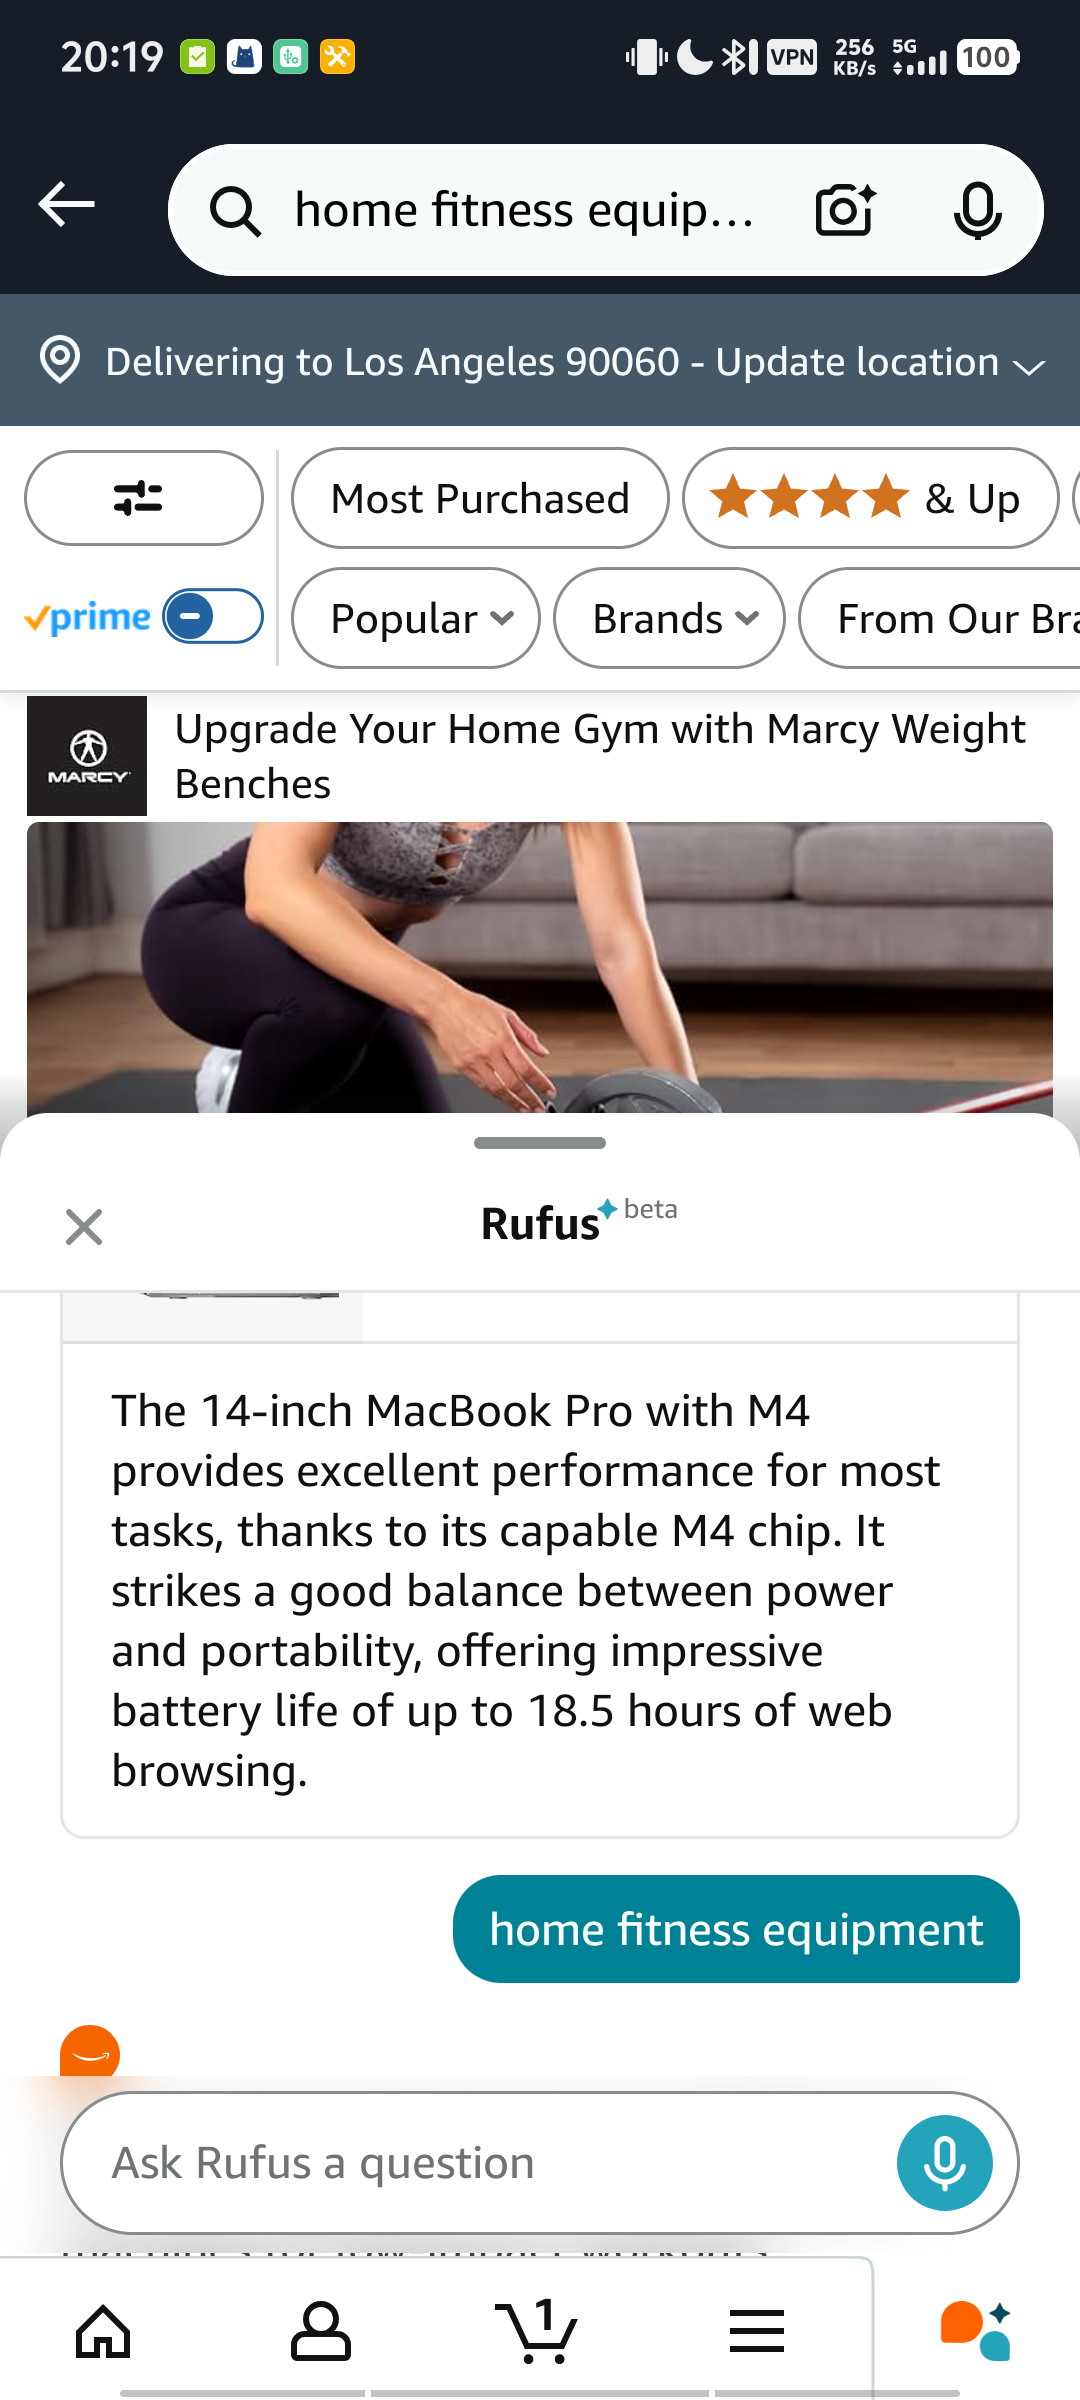 20:19
VPN
256
KB/s
5G
100
home fitness equip...
Delivering to Los Angeles 90060 - Update location
Most Purchased
& Up
prime
Popular
Brands
From Our Bra
MARCY
Upgrade Your Home Gym with Marcy Weight
Benches
Rufus beta
The 14-inch MacBook Pro with M4
provides excellent performance for most
tasks, thanks to its capable M4 chip. It
strikes a good balance between power
and portability, offering impressive
battery life of up to 18.5 hours of web
browsing.
home fitness equipment
Ask Rufus a question
1